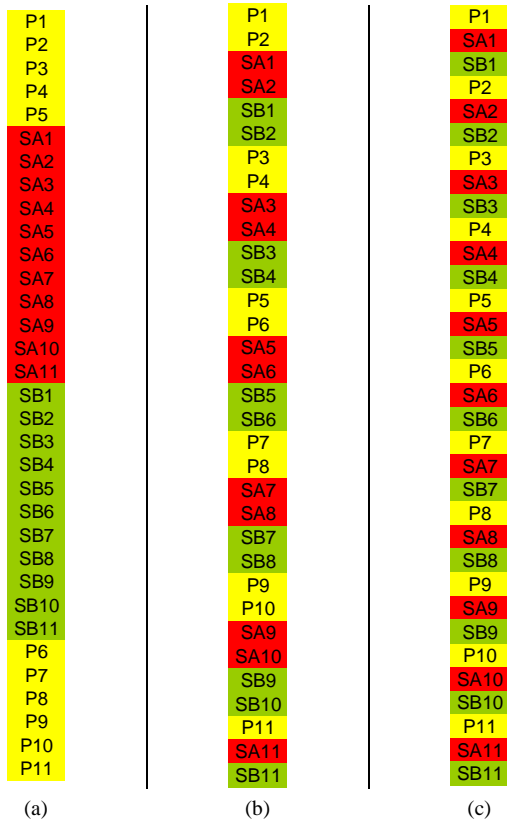 P1
P2
P3
P4
P5
SA1
SA2
SA3
SA4
SA5
SA6
SA7
SA8
SA9
SA10
SA11
SB1
SB2
SB3
SB4
SB5
SB6
SB7
SB8
SB9
SB10
SB11
P6
P7
P8
P9
P10
P11
(a)
P1
P2
SA1
SA2
SB1
SB2
P3
P4
SA3
SA4
SB3
SB4
P5
P6
SA5
SA6
SB5
SB6
P7
P8
SA7
SA8
SB7
SB8
P9
P10
SA9
SA10
SB9
SB10
P11
SA11
SB11
(b)
P1
SA1
SB1
P2
SA2
SB2
P3
SA3
SB3
P4
SA4
SB4
P5
SA5
SB5
P6
SA6
SB6
P7
SA7
SB7
P8
SA8
SB8
P9
SA9
SB9
P10
SA10
SB10
P11
SA11
SB11
(c)